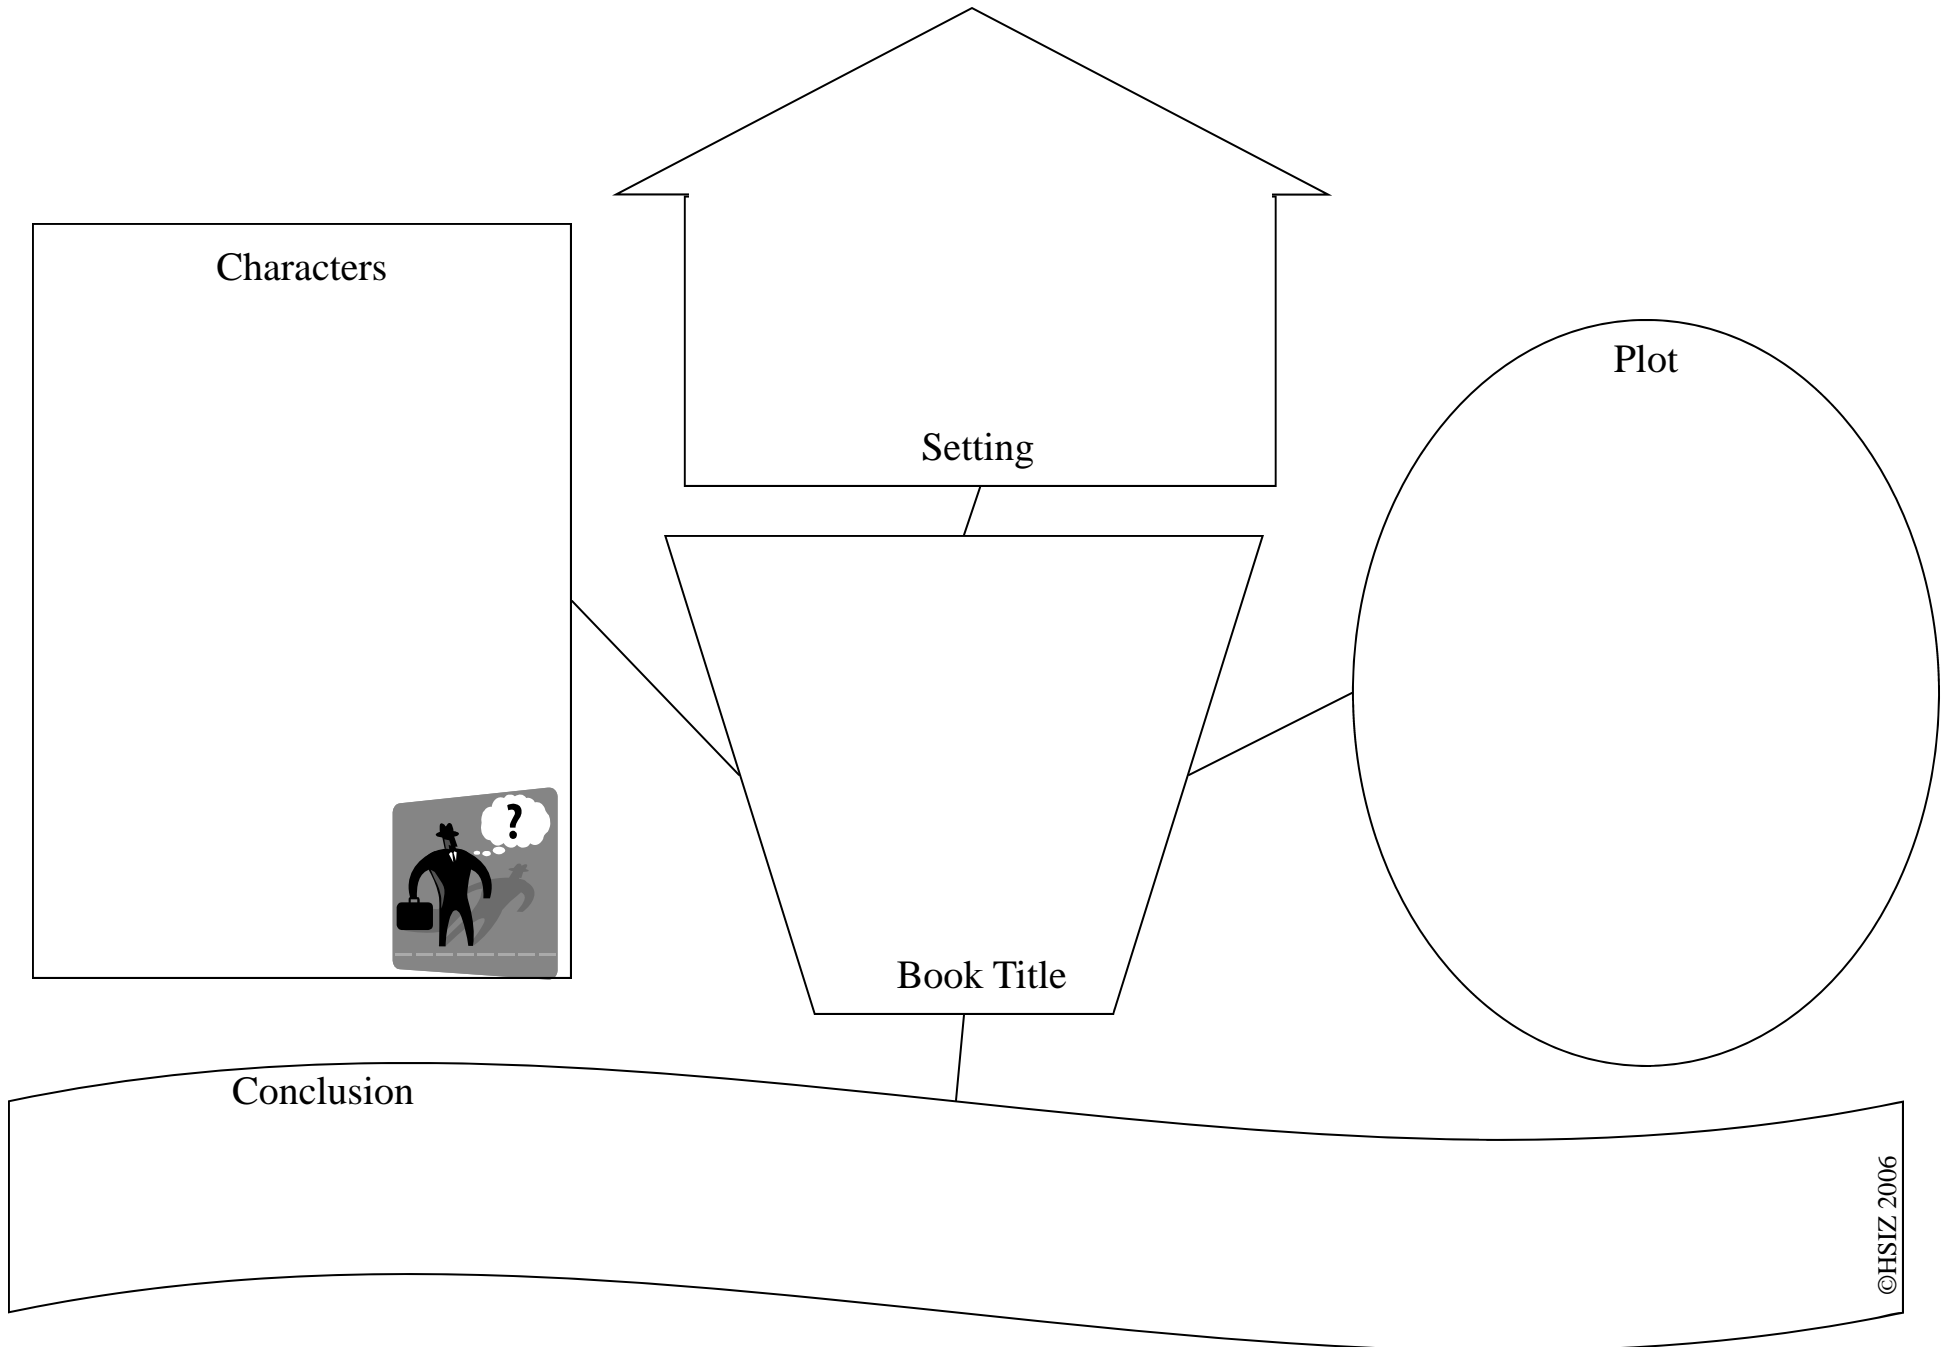 Characters
Setting
Plot
?
Book Title
Conclusion
©HSIZ 2006